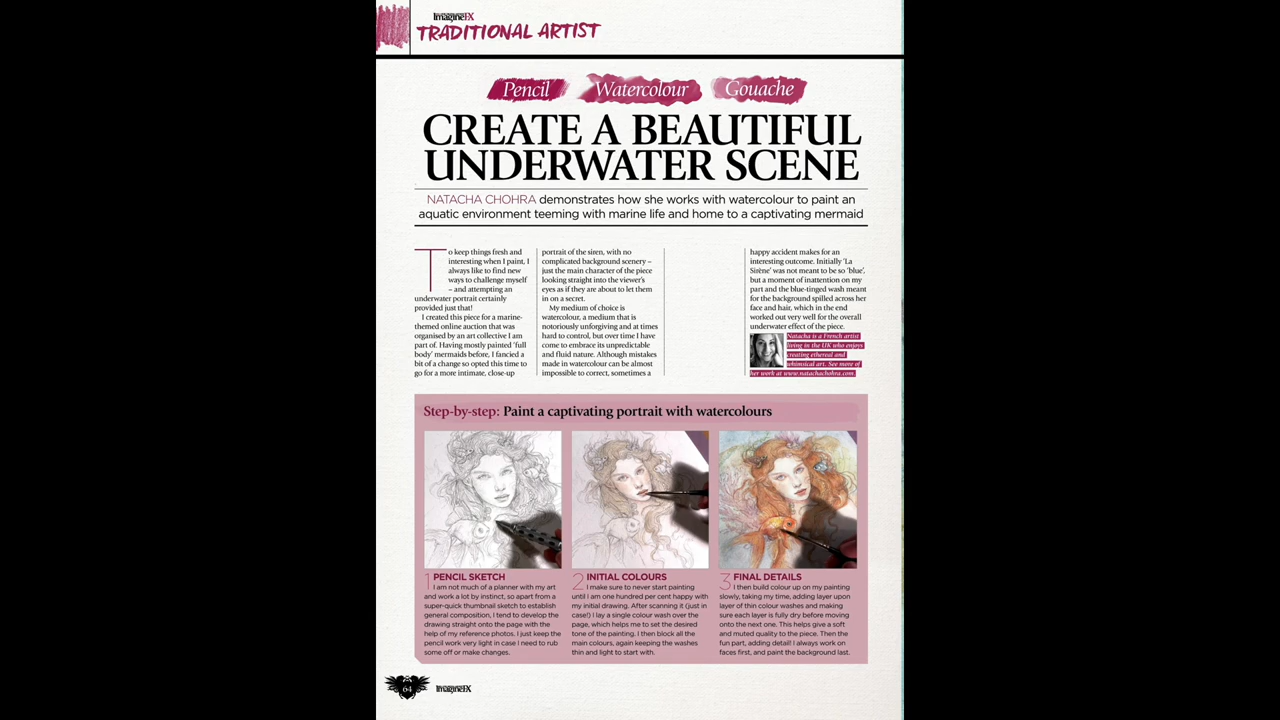 ImagineFX
TRADITIONAL ARTIST
Pencil Watercolour Gouache
CREATE A BEAUTIFUL
UNDERWATER SCENE
NATACHA CHOHRA demonstrates how she works with watercolour to paint an
aquatic environment teeming with marine life and home to a captivating mermaid
To keep things fresh and
interesting when I paint, I
always like to find new
ways to challenge myself
– and attempting an
underwater portrait certainly
provided just that!
I created this piece for a marine-
themed online auction that was
organised by an art collective I am
part of. Having mostly painted 'full
body' mermaids before, I fancied a
bit of a change so opted this time to
go for a more intimate, close-up
portrait of the siren, with no
complicated background scenery –
just the main character of the piece
looking straight into the viewer's
eyes as if they are about to let them
in on a secret.
My medium of choice is
watercolour, a medium that is
notoriously unforgiving and at times
hard to control, but over time I have
come to embrace its unpredictable
and fluid nature. Although mistakes
made in watercolour can be almost
impossible to correct, sometimes a
happy accident makes for an
interesting outcome. Initially 'La
Sirène' was not meant to be so 'blue',
but a moment of inattention on my
part and the blue-tinged wash meant
for the background spilled across her
face and hair, which in the end
worked out very well for the overall
underwater effect of the piece.
Natacha is a French artist
living in the UK who enjoys
creating ethereal and
whimsical art. See more of
her work at www.natachachohra.com.
Step-by-step: Paint a captivating portrait with watercolours
1 PENCIL SKETCH
I am not much of a planner with my art
and work a lot by instinct, so apart from a
super-quick thumbnail sketch to establish
general composition, I tend to develop the
drawing straight onto the page with the
help of my reference photos. I just keep the
pencil work very light in case I need to rub
some off or make changes.
2 INITIAL COLOURS
I make sure to never start painting
until I am one hundred per cent happy with
my initial drawing. After scanning it (just in
case!) I lay a single colour wash over the
page, which helps me to set the desired
tone of the painting. I then block all the
main colours, again keeping the washes
thin and light to start with.
3 FINAL DETAILS
I then build colour up on my painting
slowly, taking my time, adding layer upon
layer of thin colour washes and making
sure each layer is fully dry before moving
onto the next one. This helps give a soft
and muted quality to the piece. Then the
fun part, adding detail! I always work on
faces first, and paint the background last.
64 ImagineFX